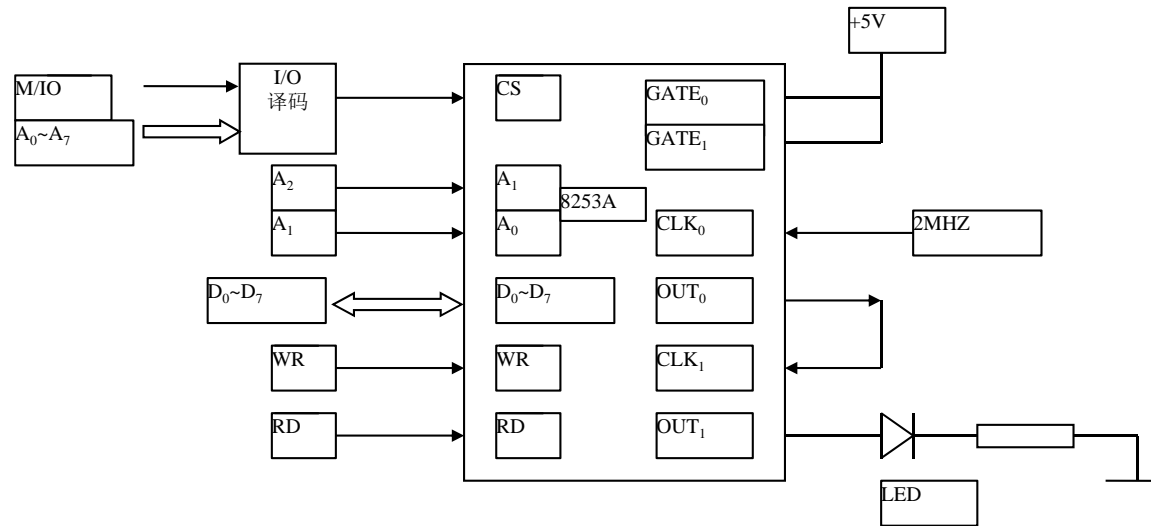 +5V
M/IO
A₀~A₇
I/O
译码
CS
GATE₀
GATE₁
A₂
A₁
A₁
A₀
8253A
CLK₀
2MHZ
D₀~D₇
D₀~D₇
OUT₀
WR
WR
CLK₁
RD
RD
OUT₁
LED